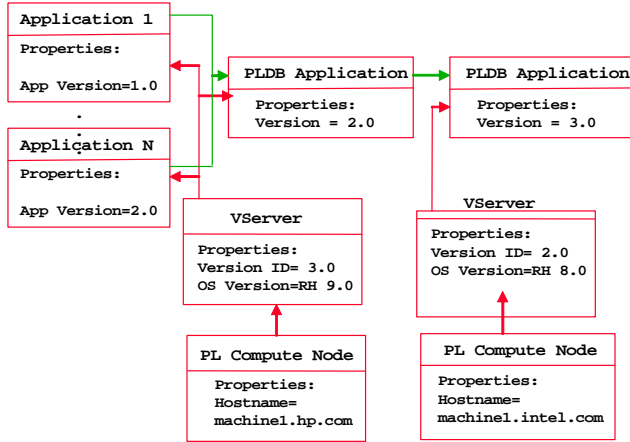 Application 1
Properties:
App Version=1.0
.
.
.
Application N
Properties:
App Version=2.0
PLDB Application
Properties:
Version = 2.0
PLDB Application
Properties:
Version = 3.0
VServer
Properties:
Version ID= 3.0
OS Version=RH 9.0
VServer
Properties:
Version ID= 2.0
OS Version=RH 8.0
PL Compute Node
Properties:
Hostname=
machine1.hp.com
PL Compute Node
Properties:
Hostname=
machine1.intel.com